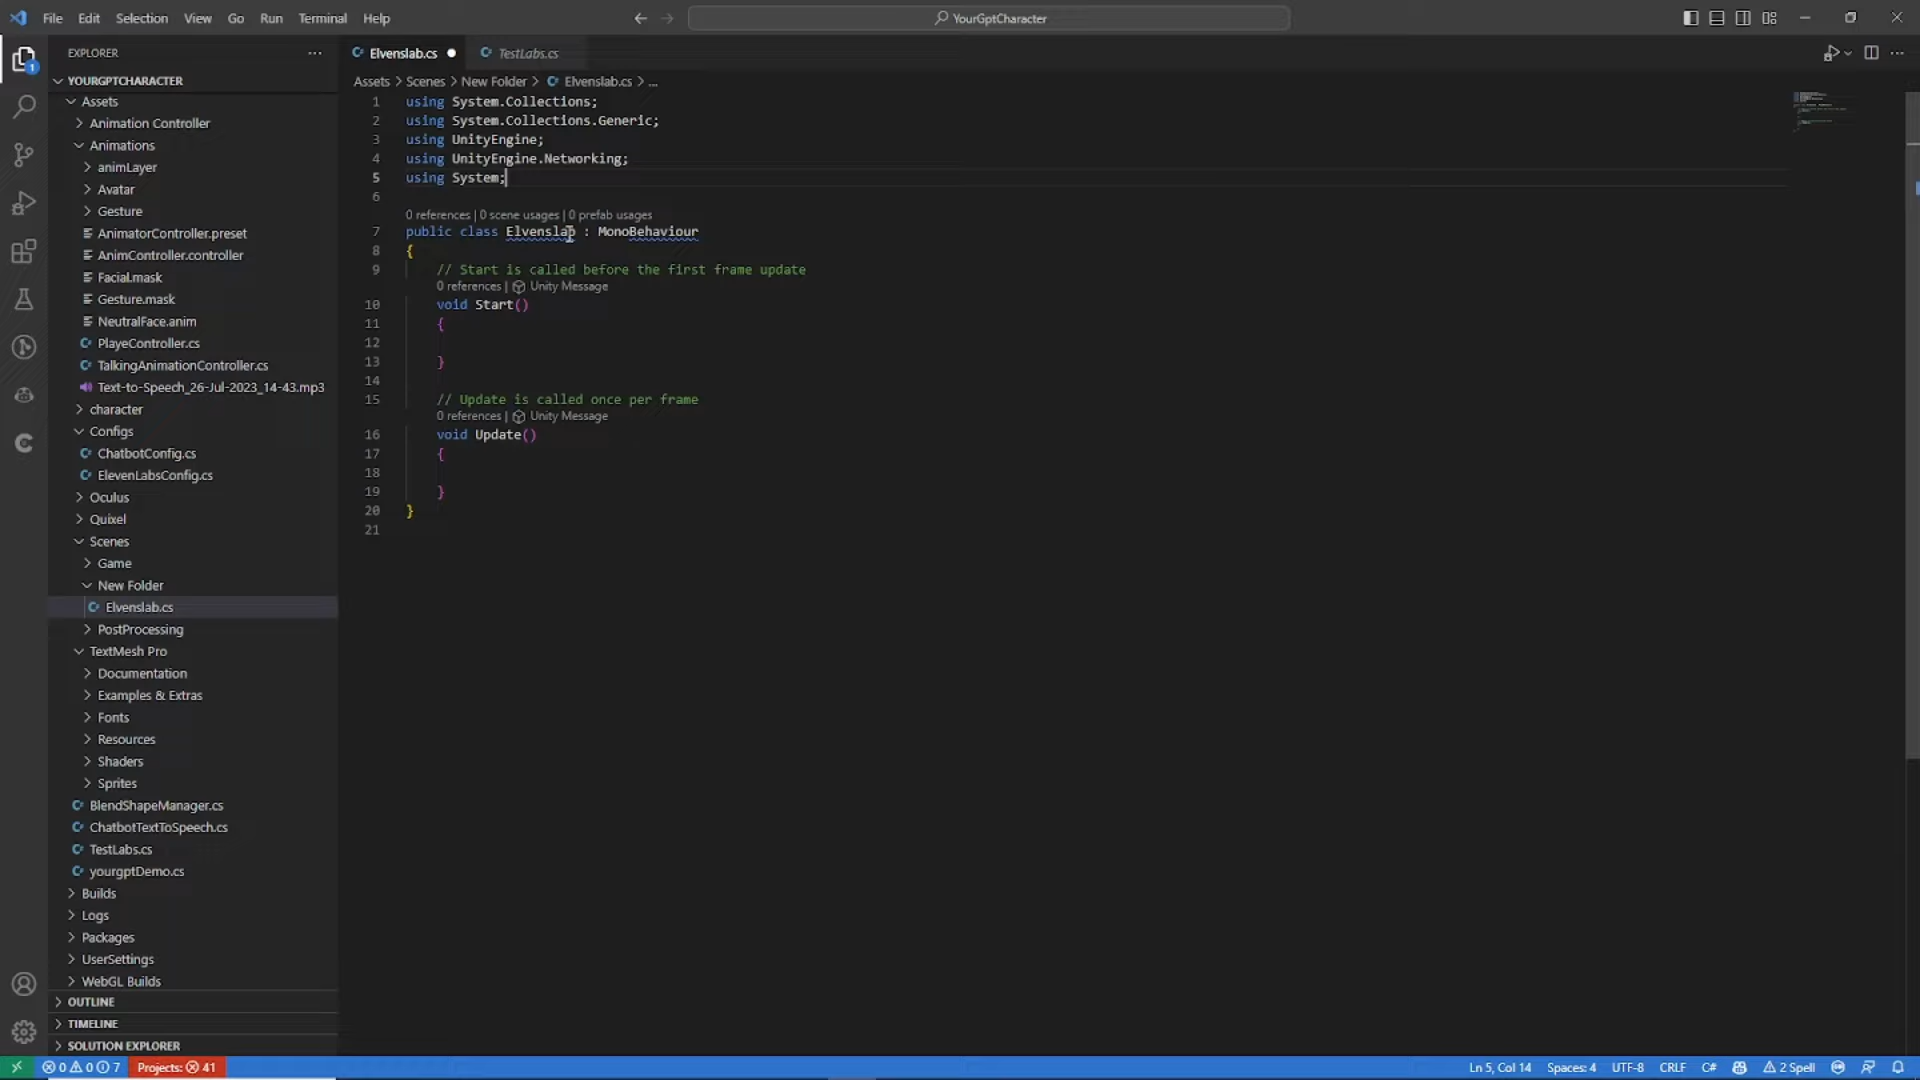 File Edit Selection View Go Run Terminal Help
YourGptCharacter
EXPLORER
YOURGPTCHARACTER
Assets
Animation Controller
Animations
animLayer
Avatar
Gesture
AnimatorController.preset
AnimController.controller
Facial.mask
Gesture.mask
NeutralFace.anim
PlayeController.cs
TalkingAnimationController.cs
Text-to-Speech_26-Jul-2023_14-43.mp3
character
Configs
ChatbotConfig.cs
ElevenLabsConfig.cs
Oculus
Quixel
Scenes
Game
New Folder
Elvenslab.cs
PostProcessing
TextMesh Pro
Documentation
Examples & Extras
Fonts
Resources
Shaders
Sprites
BlendShapeManager.cs
ChatbotTextToSpeech.cs
TestLabs.cs
yourgptDemo.cs
Builds
Logs
Packages
UserSettings
WebGL Builds
OUTLINE
TIMELINE
SOLUTION EXPLORER
Elvenslab.cs TestLabs.cs
Assets > Scenes > New Folder > Elvenslab.cs > ...
1 using System.Collections;
2 using System.Collections.Generic;
3 using UnityEngine;
4 using UnityEngine.Networking;
5 using System;
6
0 references | 0 scene usages | 0 prefab usages
7 public class Elvenslab : MonoBehaviour
8 {
9 // Start is called before the first frame update
0 references | Unity Message
10 void Start()
11 {
12
13 }
14
15 // Update is called once per frame
0 references | Unity Message
16 void Update()
17 {
18
19 }
20 }
21
1
0 0 7 Projects: 41
Ln 5, Col 14 Spaces: 4 UTF-8 CRLF C# 2 Spell